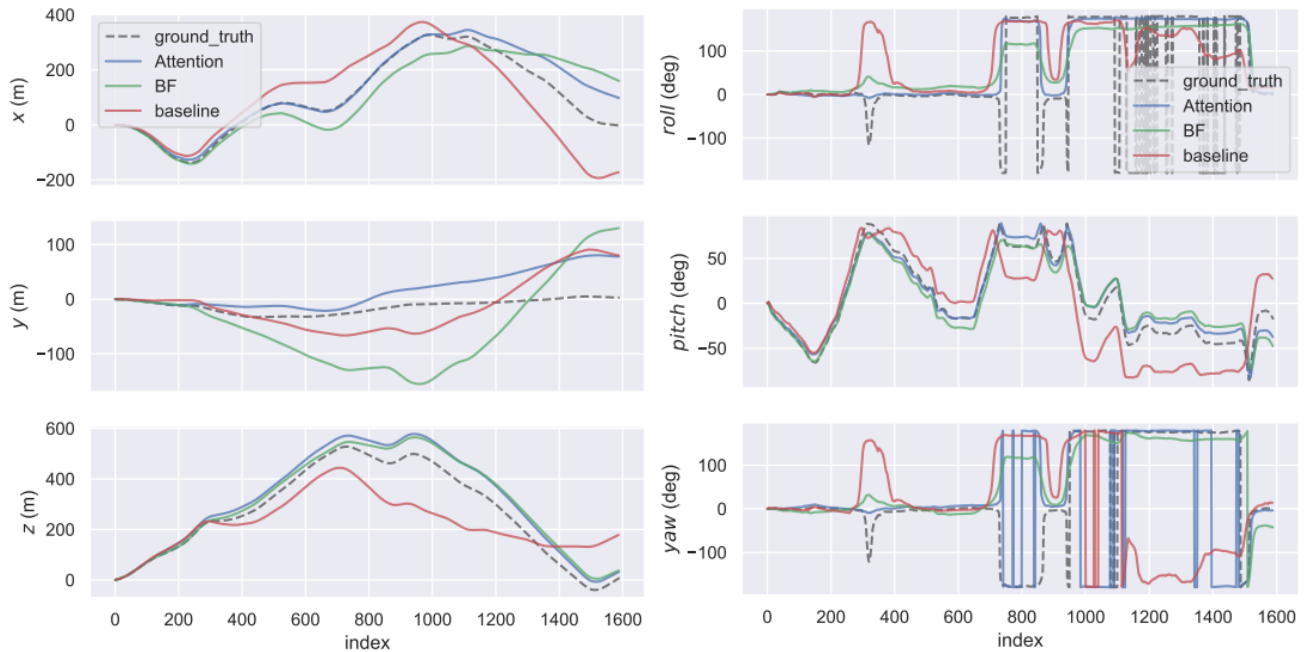 400
200
0
−200
x (m)
ground_truth
Attention
BF
baseline
100
0
−100
y (m)
600
400
200
0
z (m)
0 200 400 600 800 1000 1200 1400 1600
index
100
0
−100
roll (deg)
ground_truth
Attention
BF
baseline
50
0
−50
pitch (deg)
100
0
−100
yaw (deg)
0 200 400 600 800 1000 1200 1400 1600
index